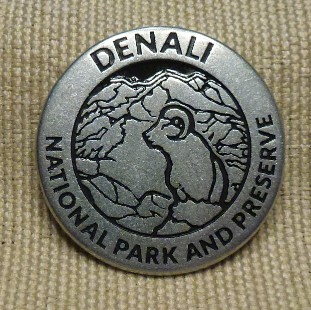 DENALI
NATIONAL PARK AND PRESERVE